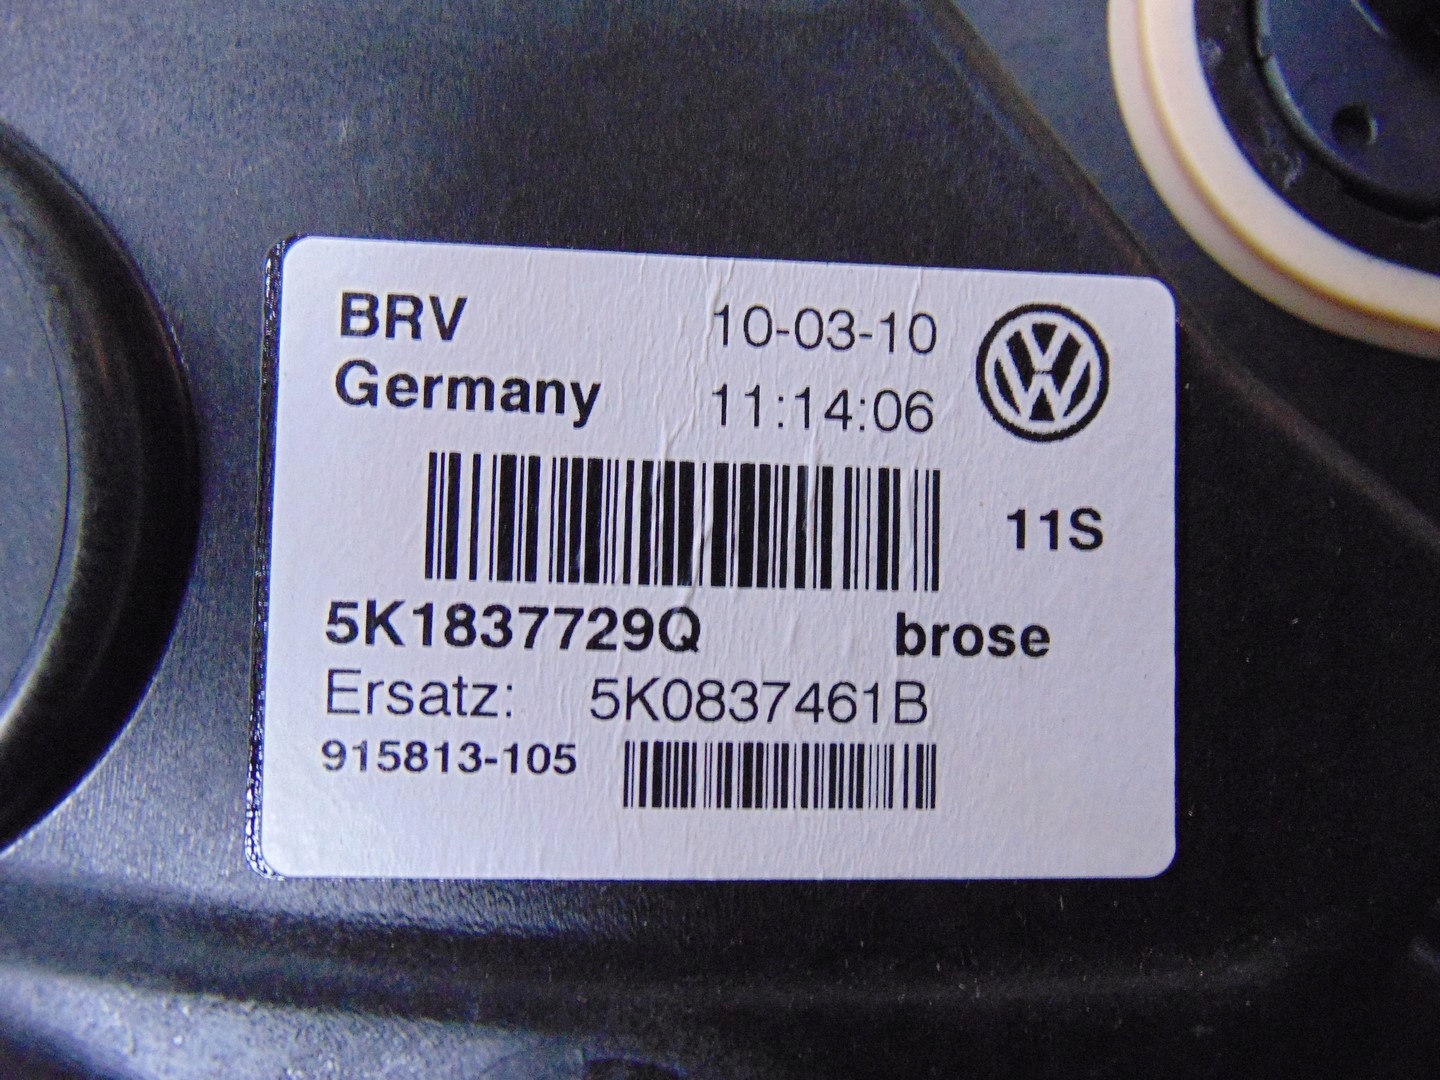 BRV 10-03-10
Germany 11:14:06
11S
5K1837729Q brose
Ersatz: 5K0837461B
915813-105